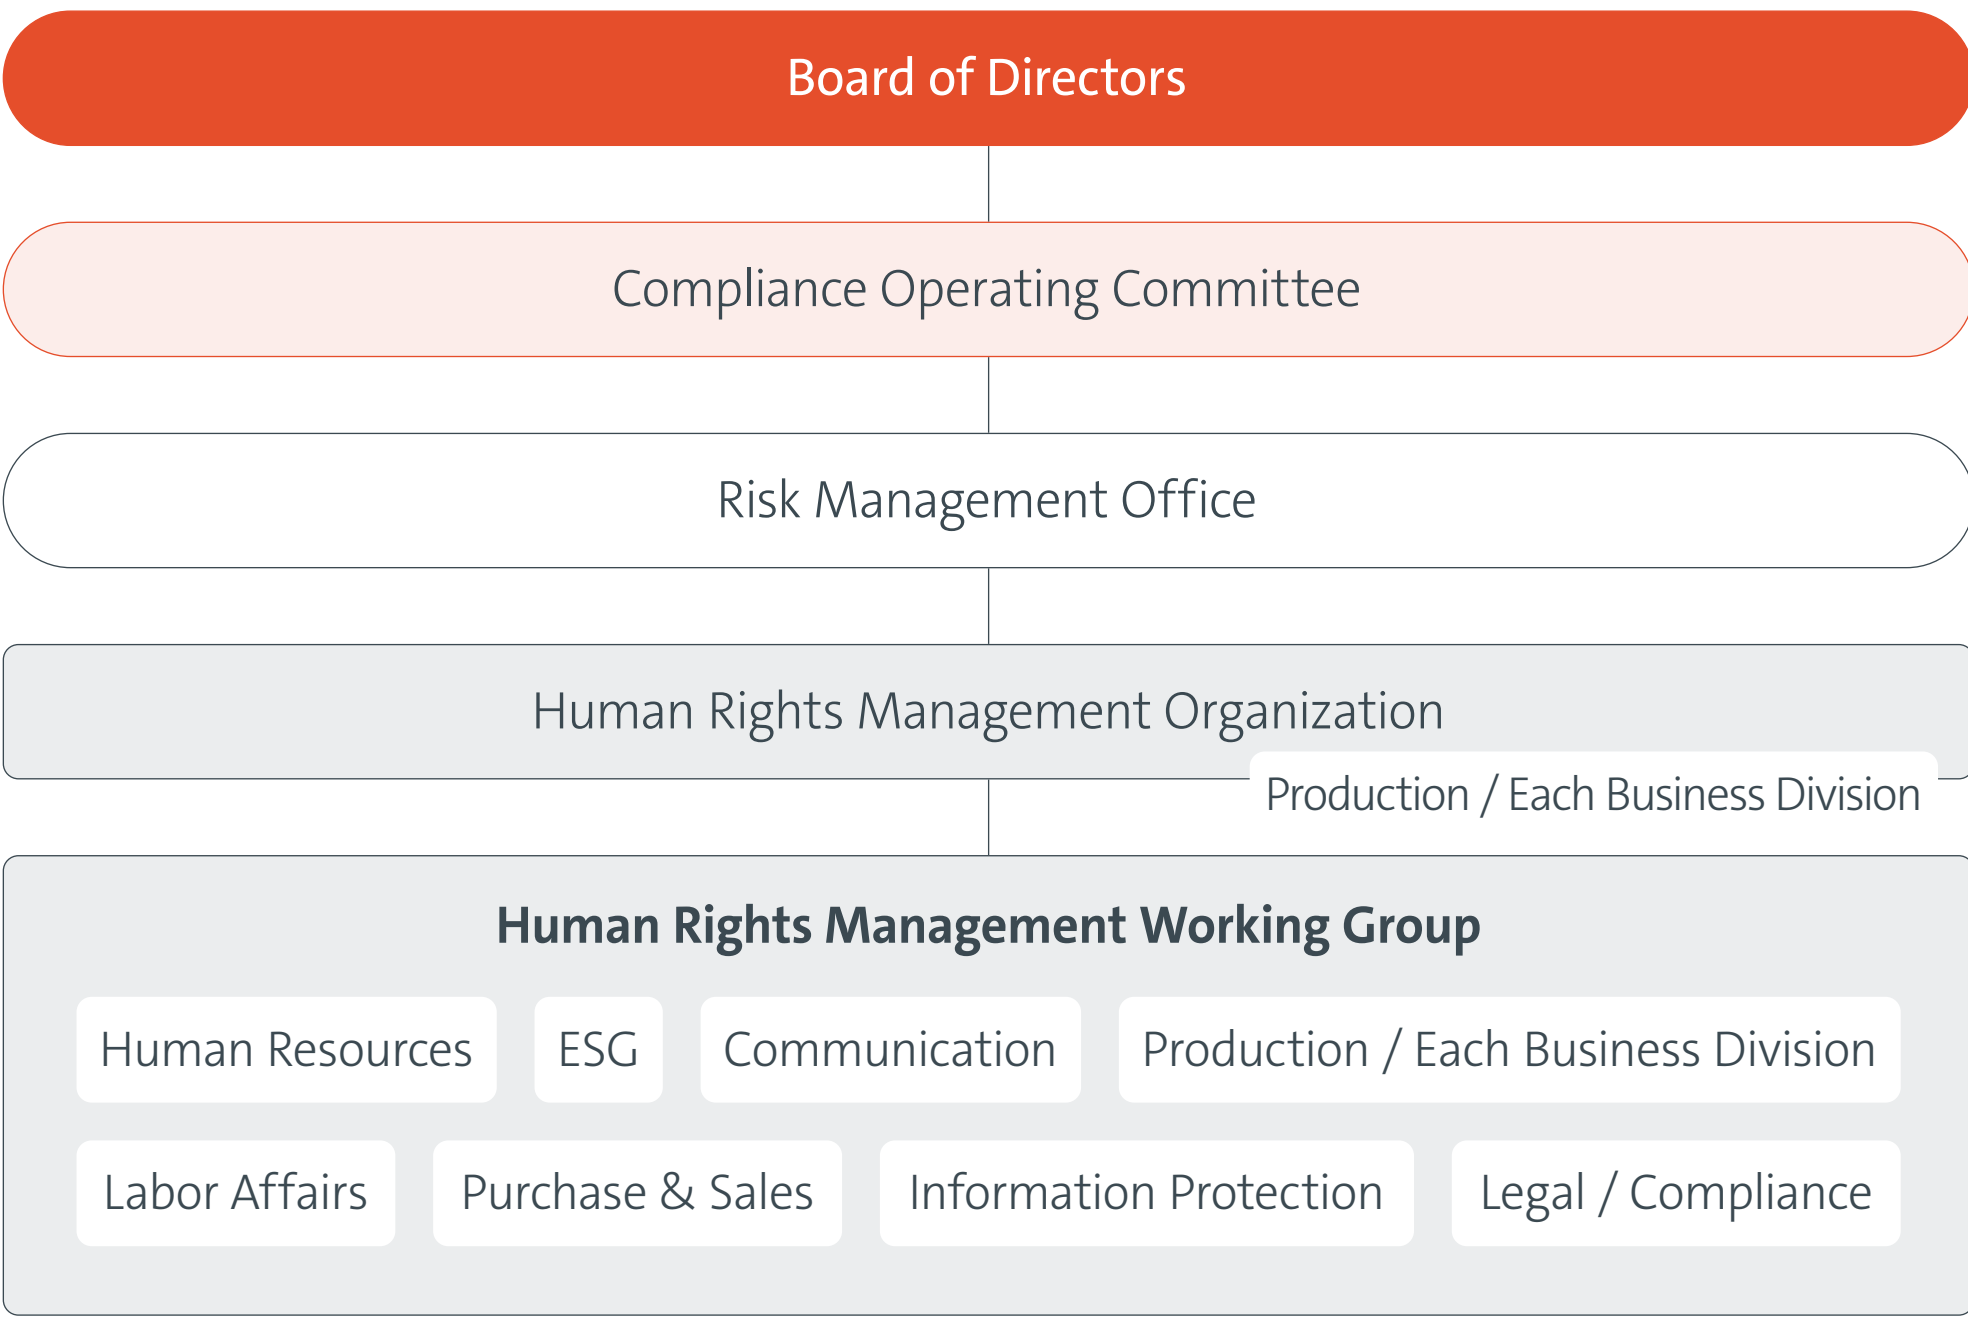 Board of Directors
Compliance Operating Committee
Risk Management Office
Human Rights Management Organization
Production / Each Business Division
Human Rights Management Working Group
Human Resources
ESG
Communication
Production / Each Business Division
Labor Affairs
Purchase & Sales
Information Protection
Legal / Compliance